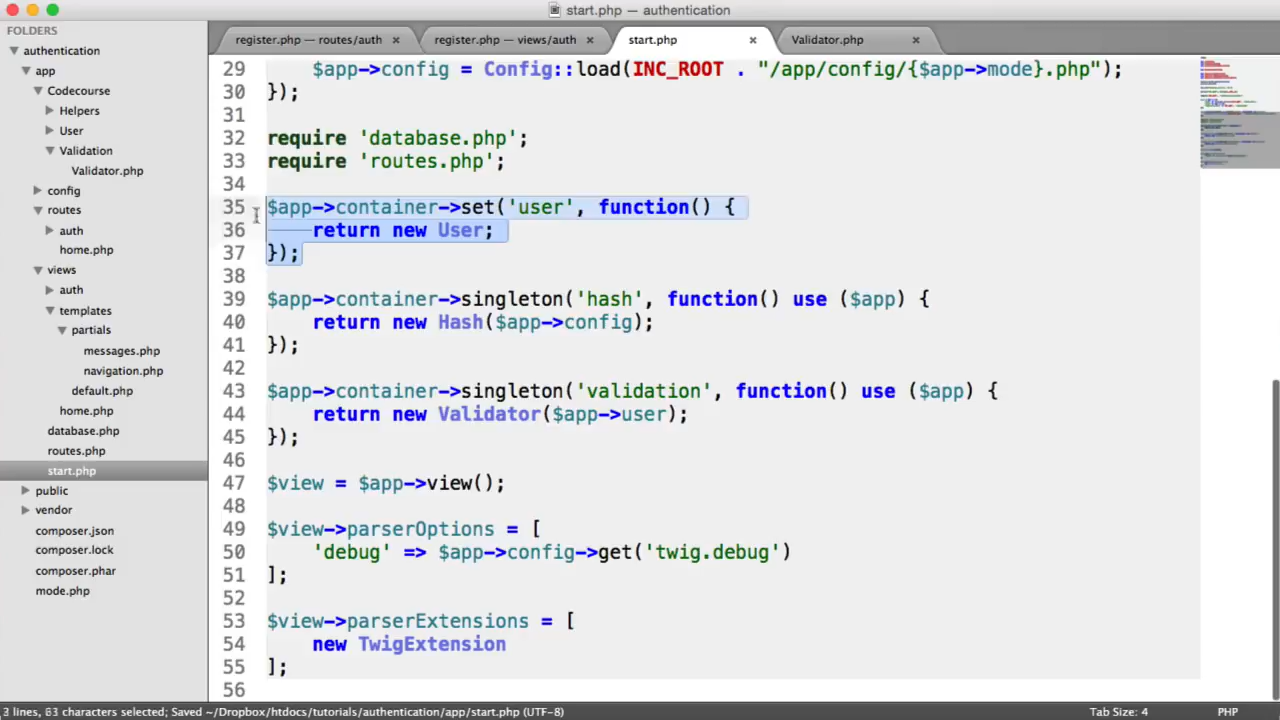 start.php — authentication
FOLDERS
authentication
app
Codecourse
Helpers
User
Validation
Validator.php
config
routes
auth
home.php
views
auth
templates
partials
messages.php
navigation.php
default.php
home.php
database.php
routes.php
start.php
public
vendor
composer.json
composer.lock
composer.phar
mode.php
register.php — routes/auth ×
register.php — views/auth ×
start.php ×
Validator.php ×
29 $app->config = Config::load(INC_ROOT . "/app/config/{$app->mode}.php");
30 });
31
32 require 'database.php';
33 require 'routes.php';
34
35 $app->container->set('user', function() {
36 return new User;
37 });
38
39 $app->container->singleton('hash', function() use ($app) {
40 return new Hash($app->config);
41 });
42
43 $app->container->singleton('validation', function() use ($app) {
44 return new Validator($app->user);
45 });
46
47 $view = $app->view();
48
49 $view->parserOptions = [
50 'debug' => $app->config->get('twig.debug')
51 ];
52
53 $view->parserExtensions = [
54 new TwigExtension
55 ];
56
3 lines, 63 characters selected; Saved ~/Dropbox/htdocs/tutorials/authentication/app/start.php (UTF-8)
Tab Size: 4
PHP